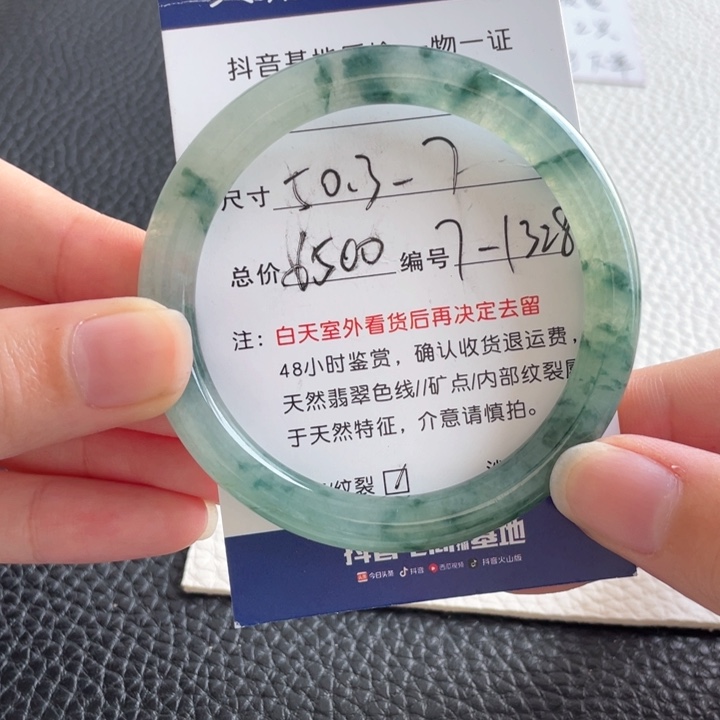 抖音基地 物一证
尺寸 50.3-7
总价 6500 编号 7-1328
注：白天室外看货后再决定去留
48小时鉴赏，确认收货退运费，
天然翡翠色线//矿点/内部纹裂属
于天然特征，介意请慎拍。
纹裂 ☑
基地
今日头条 抖音 西瓜视频 抖音火山版